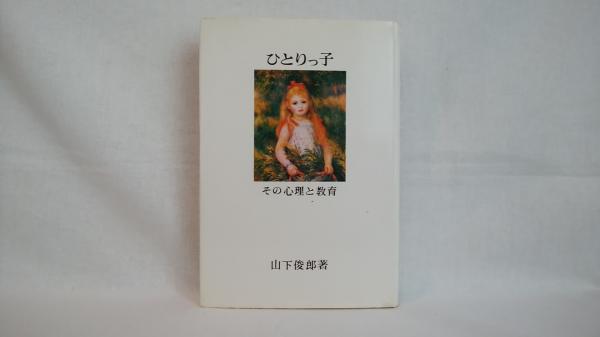 ひとりっ子
その心理と教育
山下俊郎著